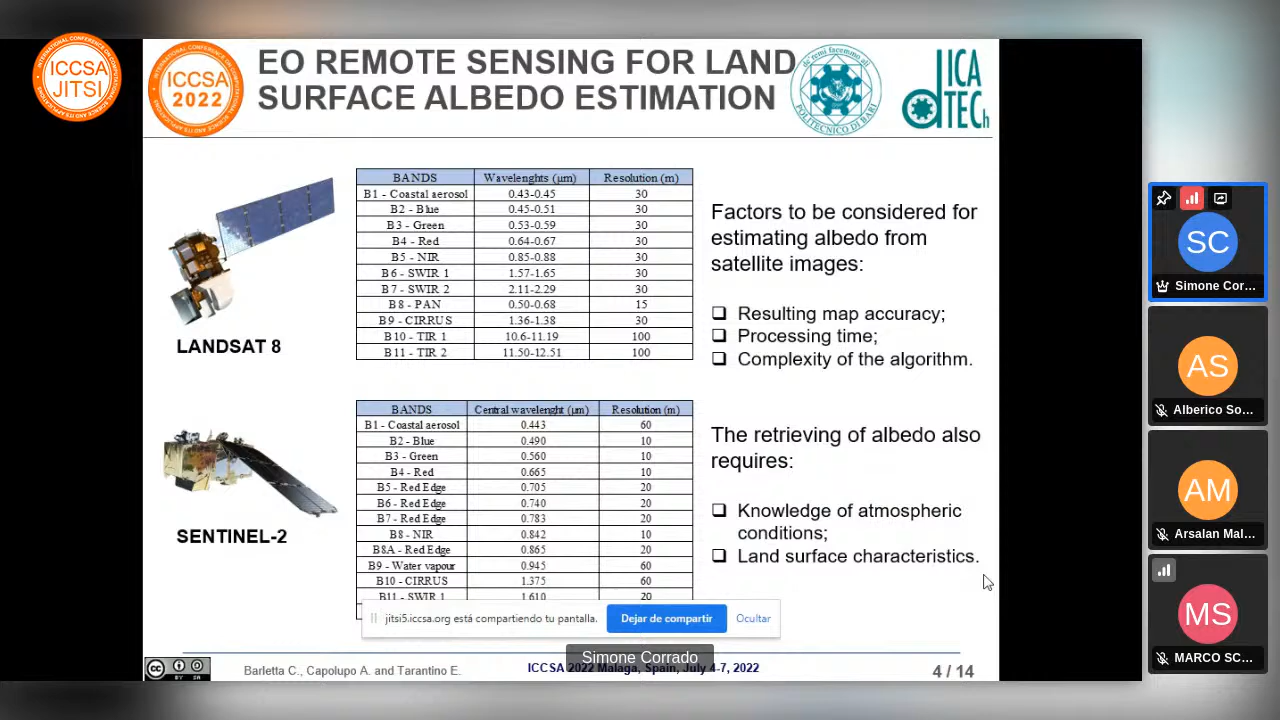 ICCSA
JITSI
ICCSA
2022
EO REMOTE SENSING FOR LAND
SURFACE ALBEDO ESTIMATION
POLITECNICO DI BARI
ICA
dTECh
BANDS Wavelenghts (µm) Resolution (m)
B1 - Coastal aerosol 0.43-0.45 30
B2 - Blue 0.45-0.51 30
B3 - Green 0.53-0.59 30
B4 - Red 0.64-0.67 30
B5 - NIR 0.85-0.88 30
B6 - SWIR 1 1.57-1.65 30
B7 - SWIR 2 2.11-2.29 30
B8 - PAN 0.50-0.68 15
B9 - CIRRUS 1.36-1.38 30
B10 - TIR 1 10.6-11.19 100
B11 - TIR 2 11.50-12.51 100
LANDSAT 8
Factors to be considered for
estimating albedo from
satellite images:
Resulting map accuracy;
Processing time;
Complexity of the algorithm.
BANDS Central wavelenght (µm) Resolution (m)
B1 - Coastal aerosol 0.443 60
B2 - Blue 0.490 10
B3 - Green 0.560 10
B4 - Red 0.665 10
B5 - Red Edge 0.705 20
B6 - Red Edge 0.740 20
B7 - Red Edge 0.783 20
B8 - NIR 0.842 10
B8A - Red Edge 0.865 20
B9 - Water vapour 0.945 60
B10 - CIRRUS 1.375 60
B11 - SWIR 1 1.610 20
SENTINEL-2
The retrieving of albedo also
requires:
Knowledge of atmospheric
conditions;
Land surface characteristics.
jitsi5.iccsa.org está compartiendo tu pantalla. Dejar de compartir Ocultar
Simone Corrado
cc BY SA
Barletta C., Capolupo A. and Tarantino E.
ICCSA 2022 Malaga, Spain, July 4-7, 2022
4 / 14
SC
Simone Cor...
AS
Alberico So...
AM
Arsalan Mal...
MS
MARCO SC...